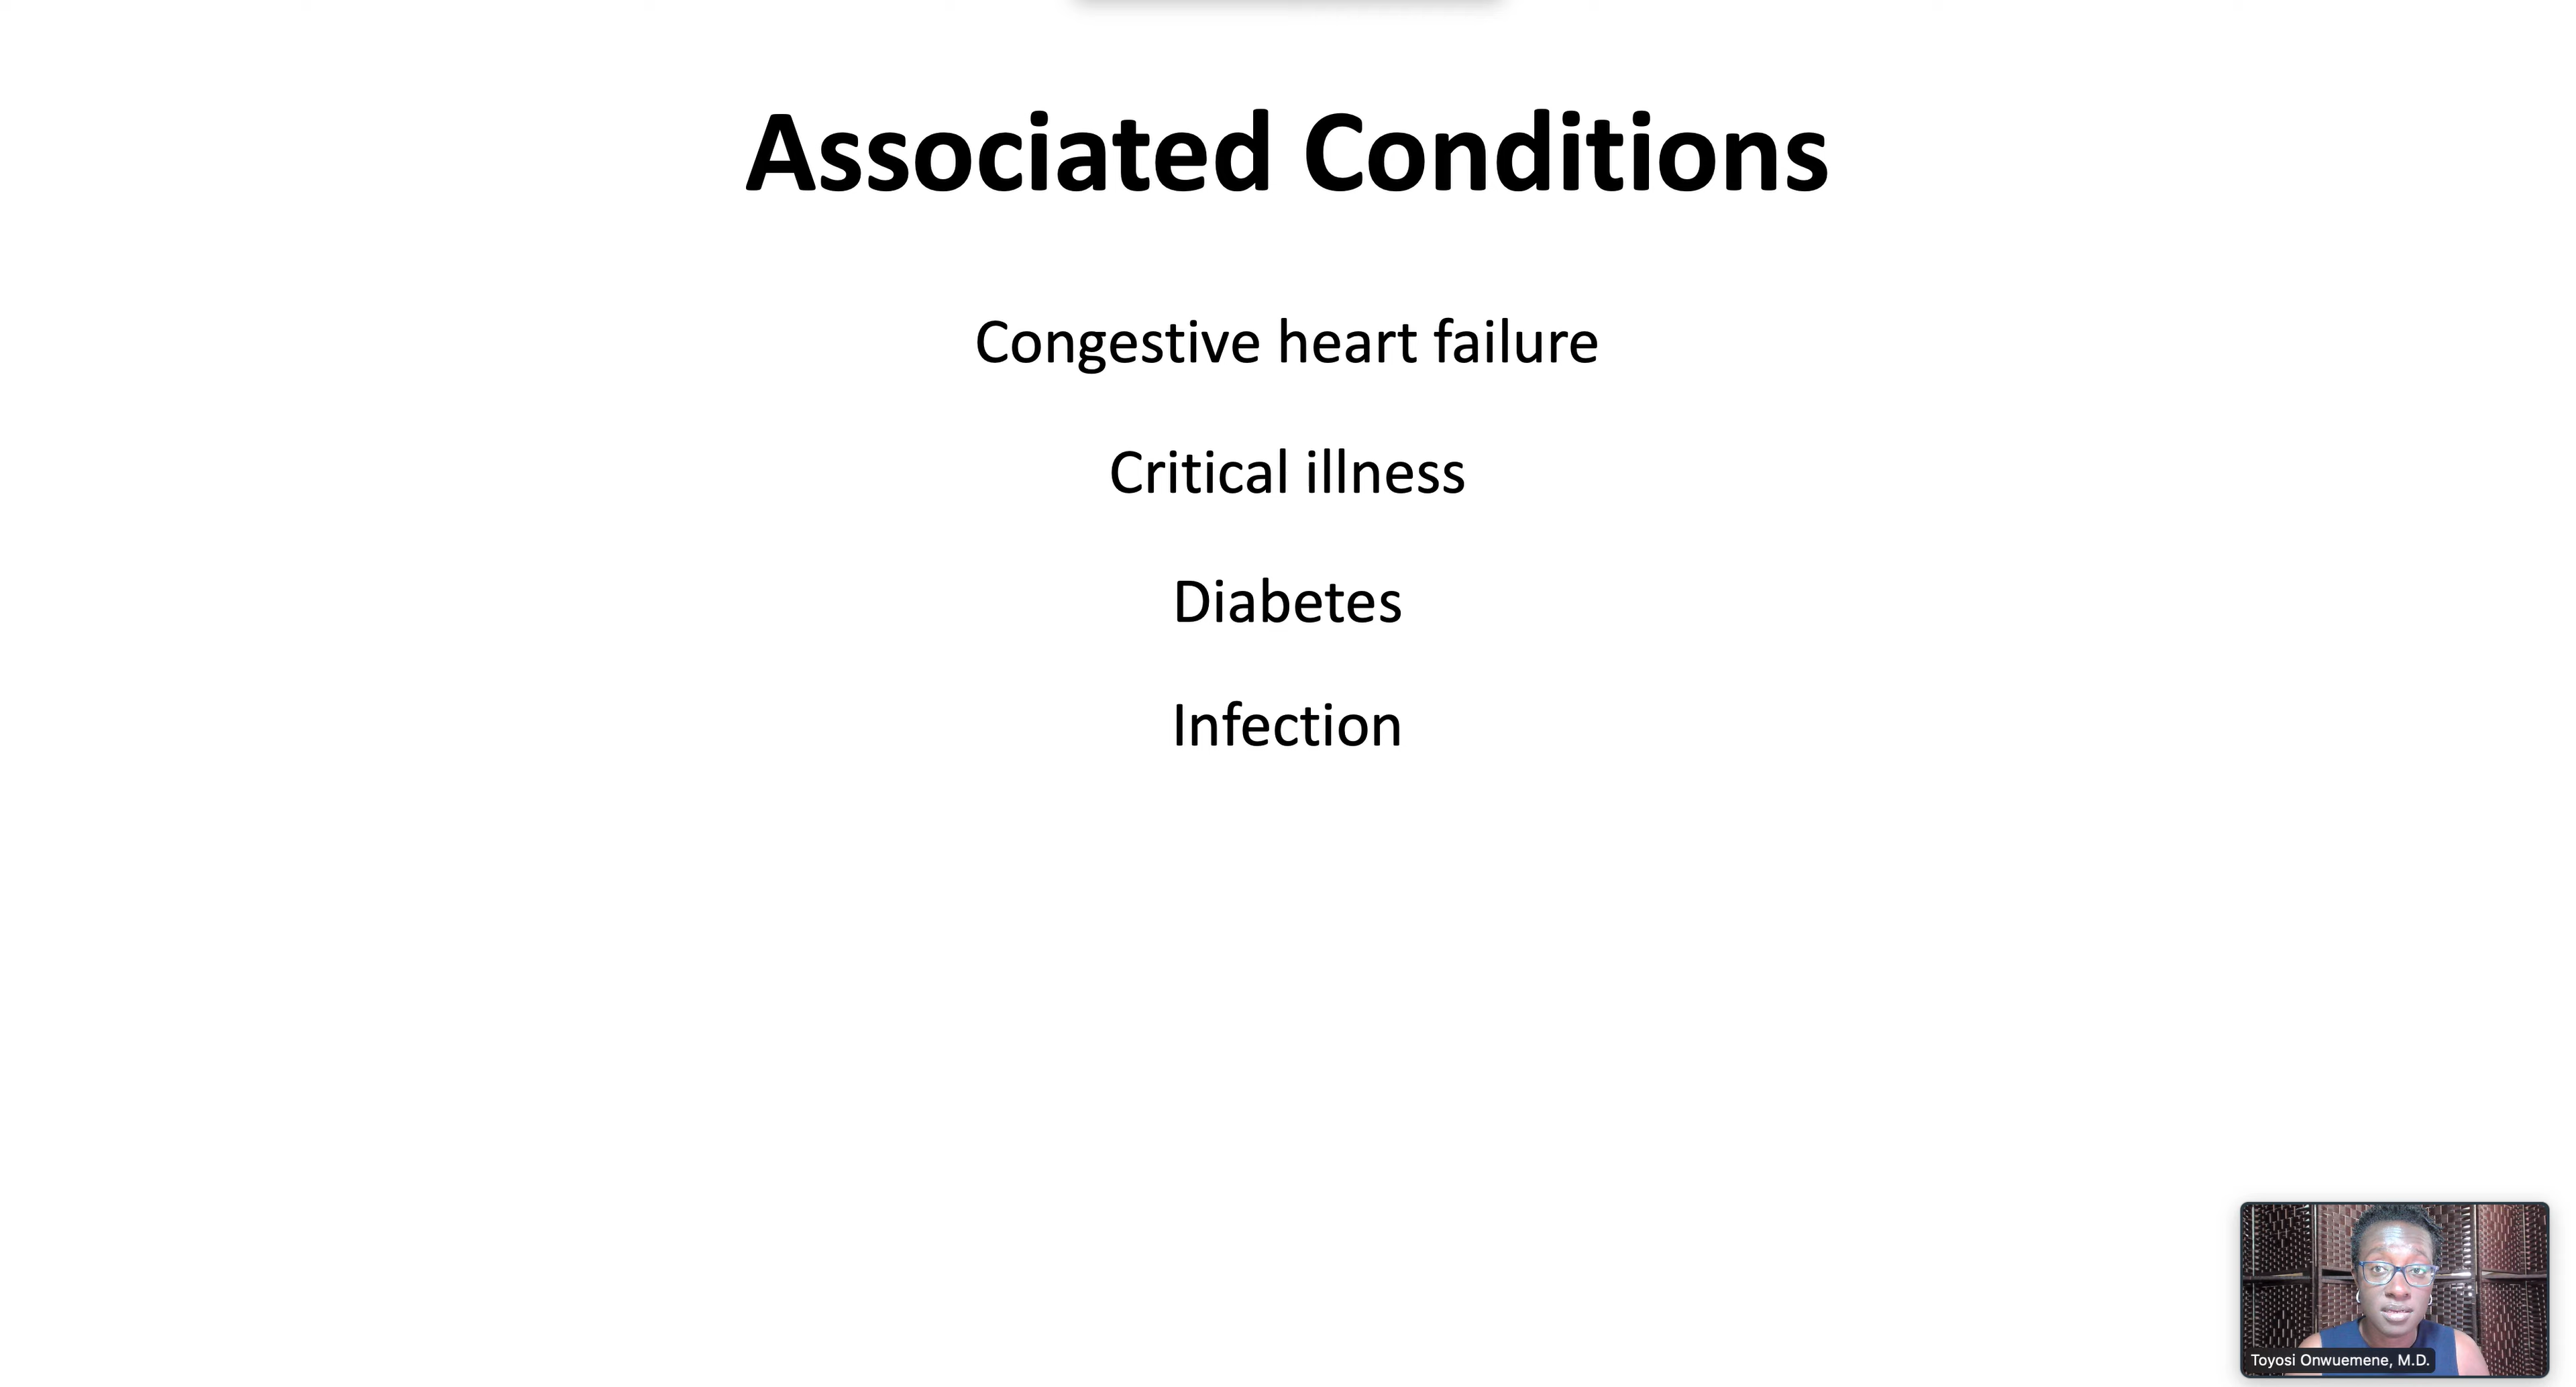 Associated Conditions
Congestive heart failure
Critical illness
Diabetes
Infection
Toyosi Onwuemene, M.D.